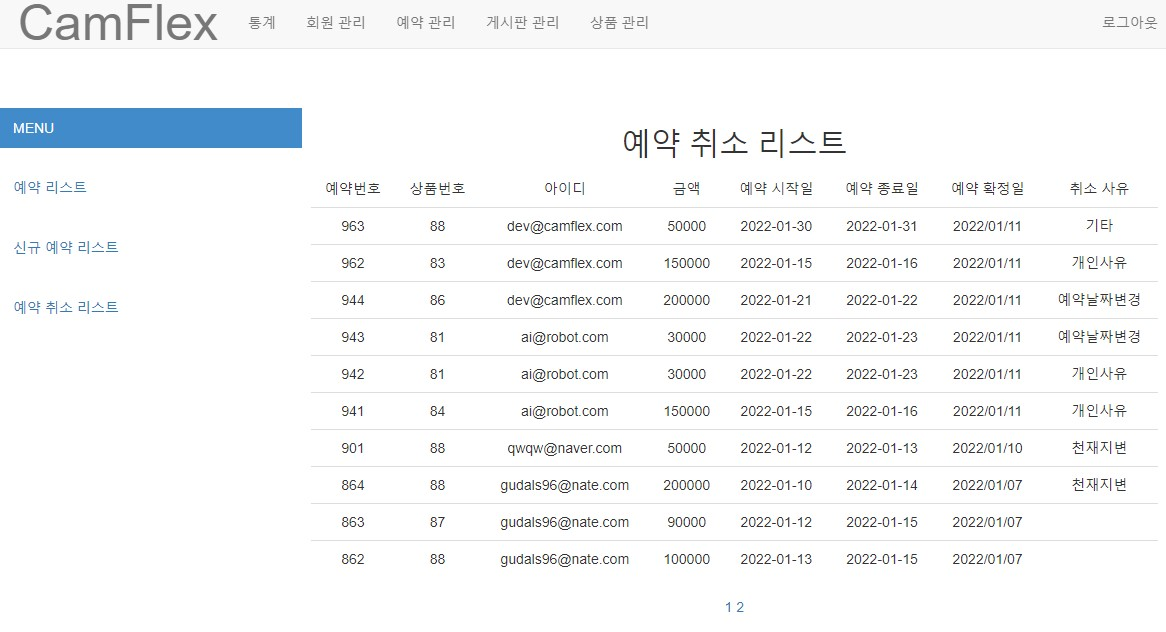 CamFlex 통계 회원 관리 예약 관리 게시판 관리 상품 관리 로그아웃
MENU
예약 리스트
신규 예약 리스트
예약 취소 리스트
예약 취소 리스트
예약번호 상품번호 아이디 금액 예약 시작일 예약 종료일 예약 확정일 취소 사유
963 88 dev@camflex.com 50000 2022-01-30 2022-01-31 2022/01/11 기타
962 83 dev@camflex.com 150000 2022-01-15 2022-01-16 2022/01/11 개인사유
944 86 dev@camflex.com 200000 2022-01-21 2022-01-22 2022/01/11 예약날짜변경
943 81 ai@robot.com 30000 2022-01-22 2022-01-23 2022/01/11 예약날짜변경
942 81 ai@robot.com 30000 2022-01-22 2022-01-23 2022/01/11 개인사유
941 84 ai@robot.com 150000 2022-01-15 2022-01-16 2022/01/11 개인사유
901 88 qwqw@naver.com 50000 2022-01-12 2022-01-13 2022/01/10 천재지변
864 88 gudals96@nate.com 200000 2022-01-10 2022-01-14 2022/01/07 천재지변
863 87 gudals96@nate.com 90000 2022-01-12 2022-01-15 2022/01/07
862 88 gudals96@nate.com 100000 2022-01-13 2022-01-15 2022/01/07
1 2